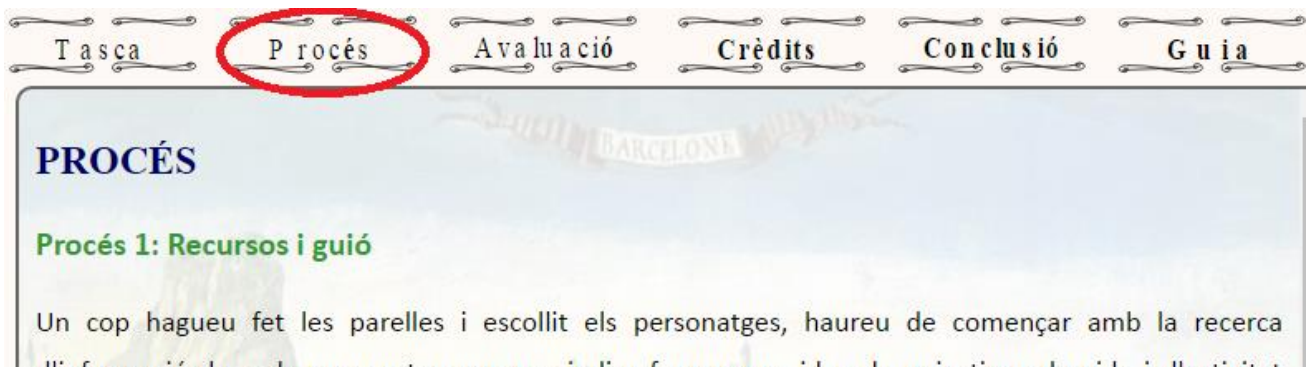 Tasca Procés Avaluació Crèdits Conclusió Guia
BARCELONE
PROCÉS
Procés 1: Recursos i guió
Un cop hagueu fet les parelles i escollit els personatges, haureu de començar amb la recerca